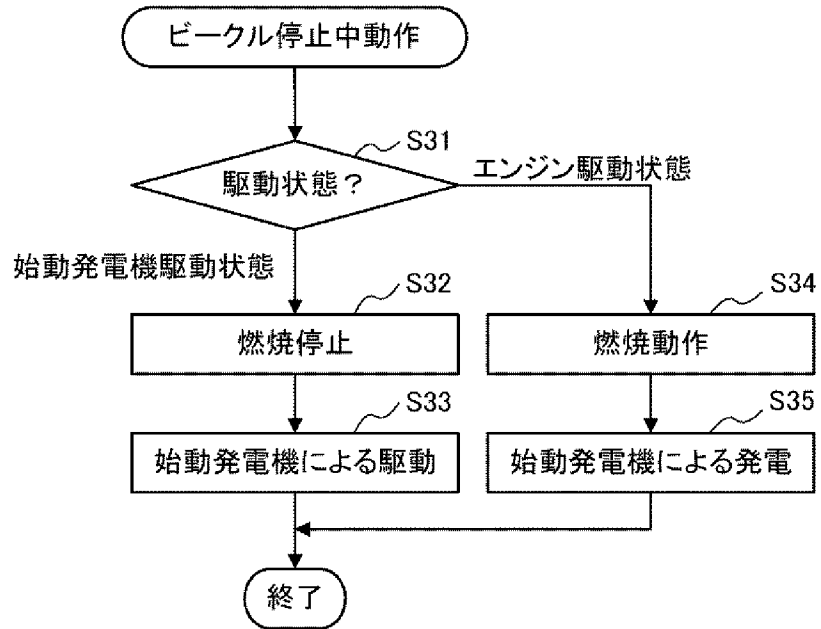 ビークル停止中動作
S31
駆動状態？
エンジン駆動状態
始動発電機駆動状態
S32
燃焼停止
S34
燃焼動作
S33
始動発電機による駆動
S35
始動発電機による発電
終了